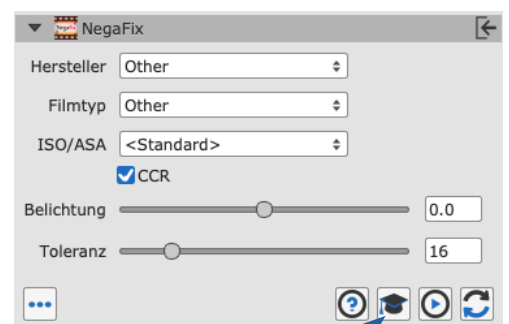 NegaFix
Hersteller Other
Filmtyp Other
ISO/ASA <Standard>
CCR
Belichtung 0.0
Toleranz 16